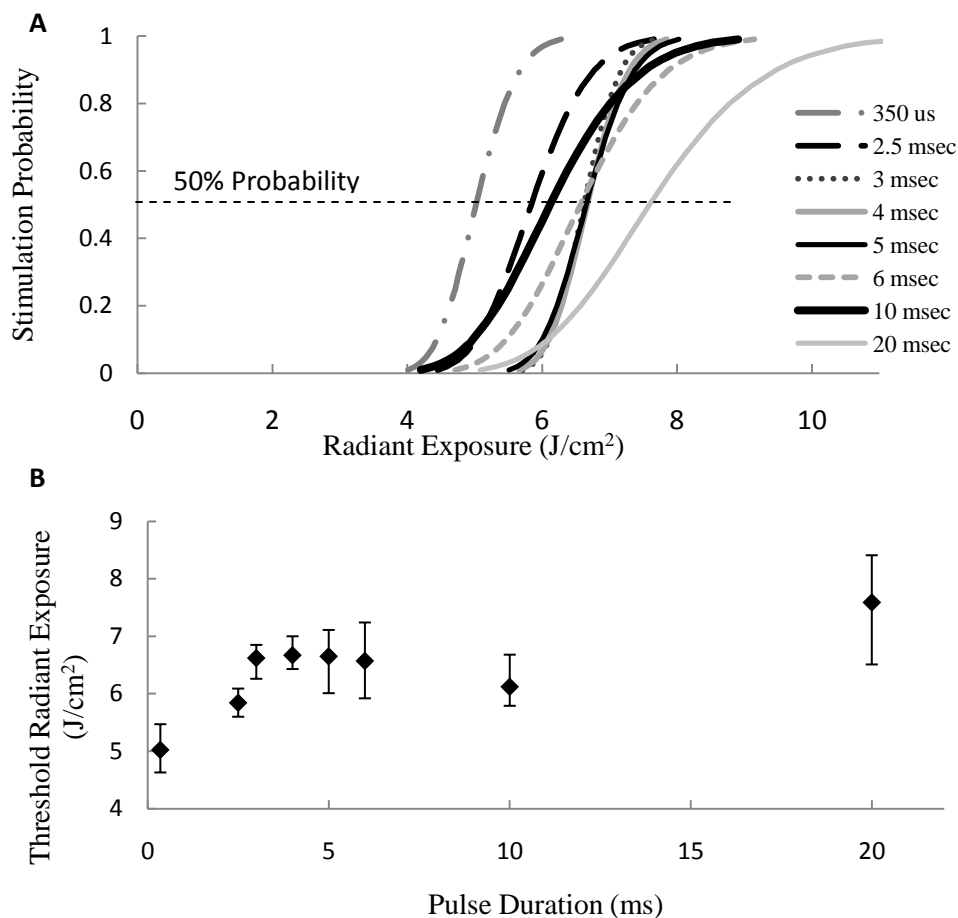 A
Stimulation Probability
1
0.8
0.6
0.4
0.2
0
50% Probability
350 us
2.5 msec
3 msec
4 msec
5 msec
6 msec
10 msec
20 msec
0 2 4 6 8 10
Radiant Exposure (J/cm²)
B
Threshold Radiant Exposure
(J/cm²)
9
8
7
6
5
4
0 5 10 15 20
Pulse Duration (ms)